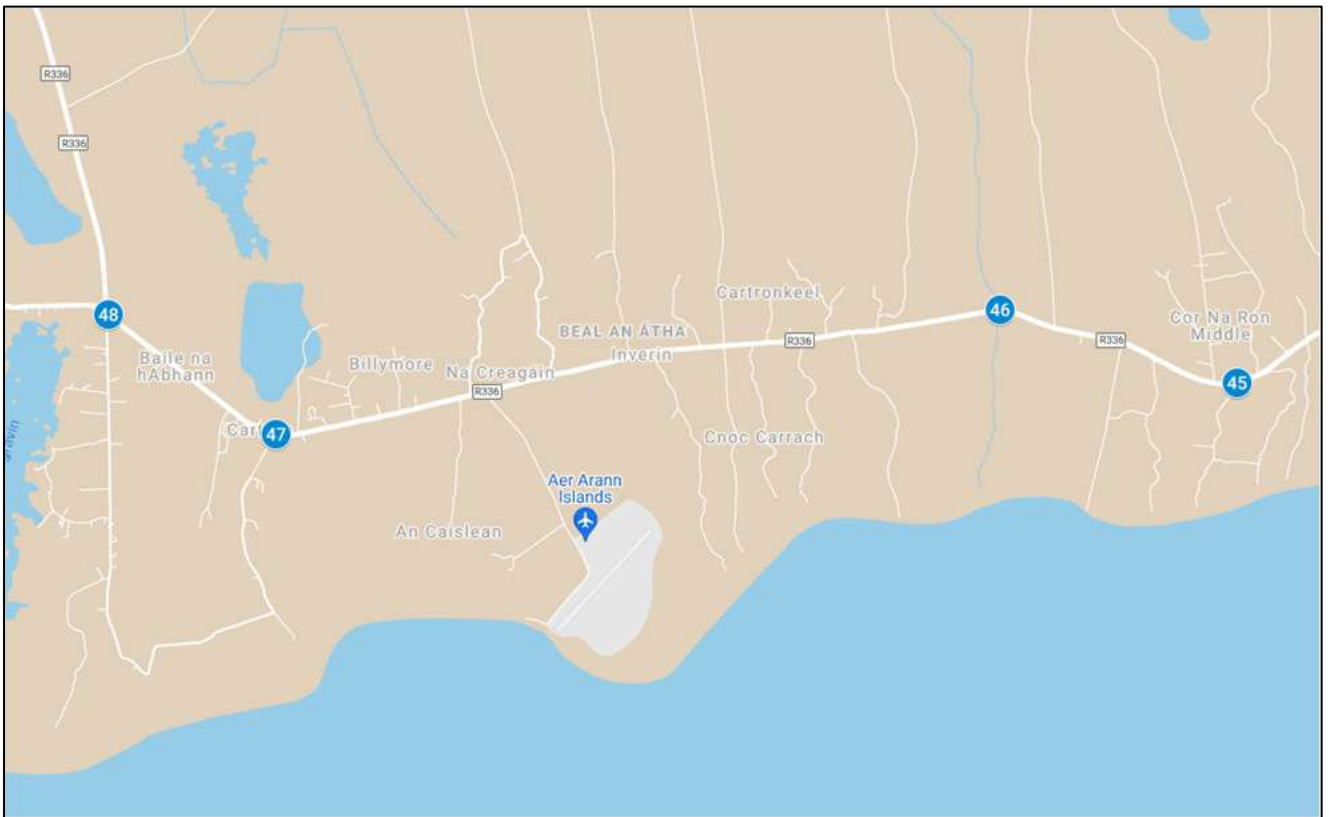 R336
R336
Cartronkeel
46
48
Cor Na Ron
Middle
BEAL AN ÁTHA
R336
R336
Inverin
Baile na
hAbhann
Billymore
Na Creagain
45
R336
47
Cnoc Carrach
Aer Arann
Islands
An Caislean